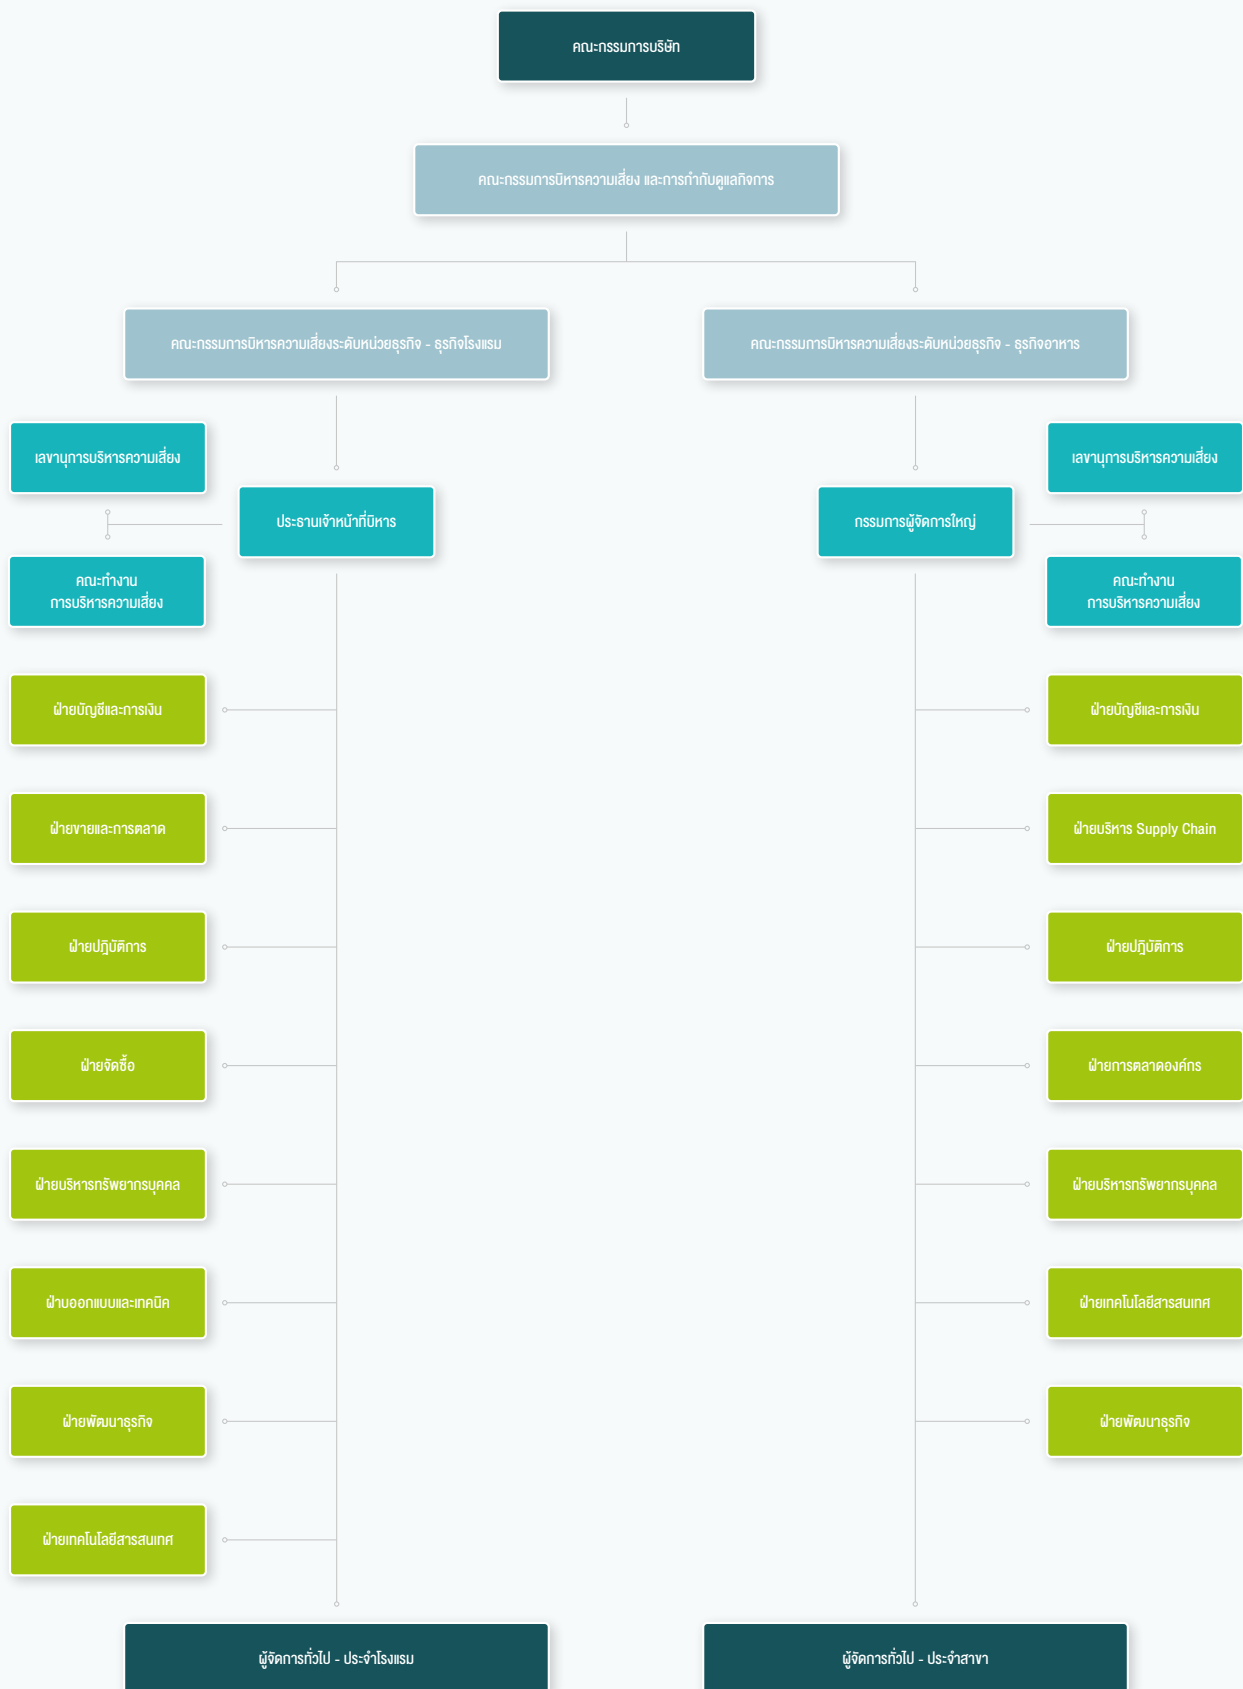 คณะกรรมการบริษัท
คณะกรรมการบิหารความเสี่ยง และการกำกับดูแลกิจการ
คณะกรรมการบิหารความเสี่ยงระดับหน่วยธุรกิจ - ธุรกิจโรงแรม
คณะกรรมการบิหารความเสี่ยงระดับหน่วยธุรกิจ - ธุรกิจอาหาร
เลขานุการบริหารความเสี่ยง
เลขานุการบริหารความเสี่ยง
ประธานเจ้าหน้าที่บิหาร
กรรมการผู้จัดการใหญ่
คณะทำงาน
การบริหารความเสี่ยง
คณะทำงาน
การบริหารความเสี่ยง
ฝ่ายบัญชีและการเงิน
ฝ่ายบัญชีและการเงิน
ฝ่ายขายและการตลาด
ฝ่ายบริหาร Supply Chain
ฝ่ายปฎิบัติการ
ฝ่ายปฎิบัติการ
ฝ่ายจัดซื้อ
ฝ่ายการตลาดองค์กร
ฝ่ายบริหารทรัพยากรบุคคล
ฝ่ายบริหารทรัพยากรบุคคล
ฝ่าบออกแบบและเทคนิค
ฝ่ายเทคโนโลยีสารสนเทศ
ฝ่ายพัฒนาธุรกิจ
ฝ่ายพัฒนาธุรกิจ
ฝ่ายเทคโนโลยีสารสนเทศ
ผู้จัดการทั่วไป - ประจำโรงแรม
ผู้จัดการทั่วไป - ประจำสาขา